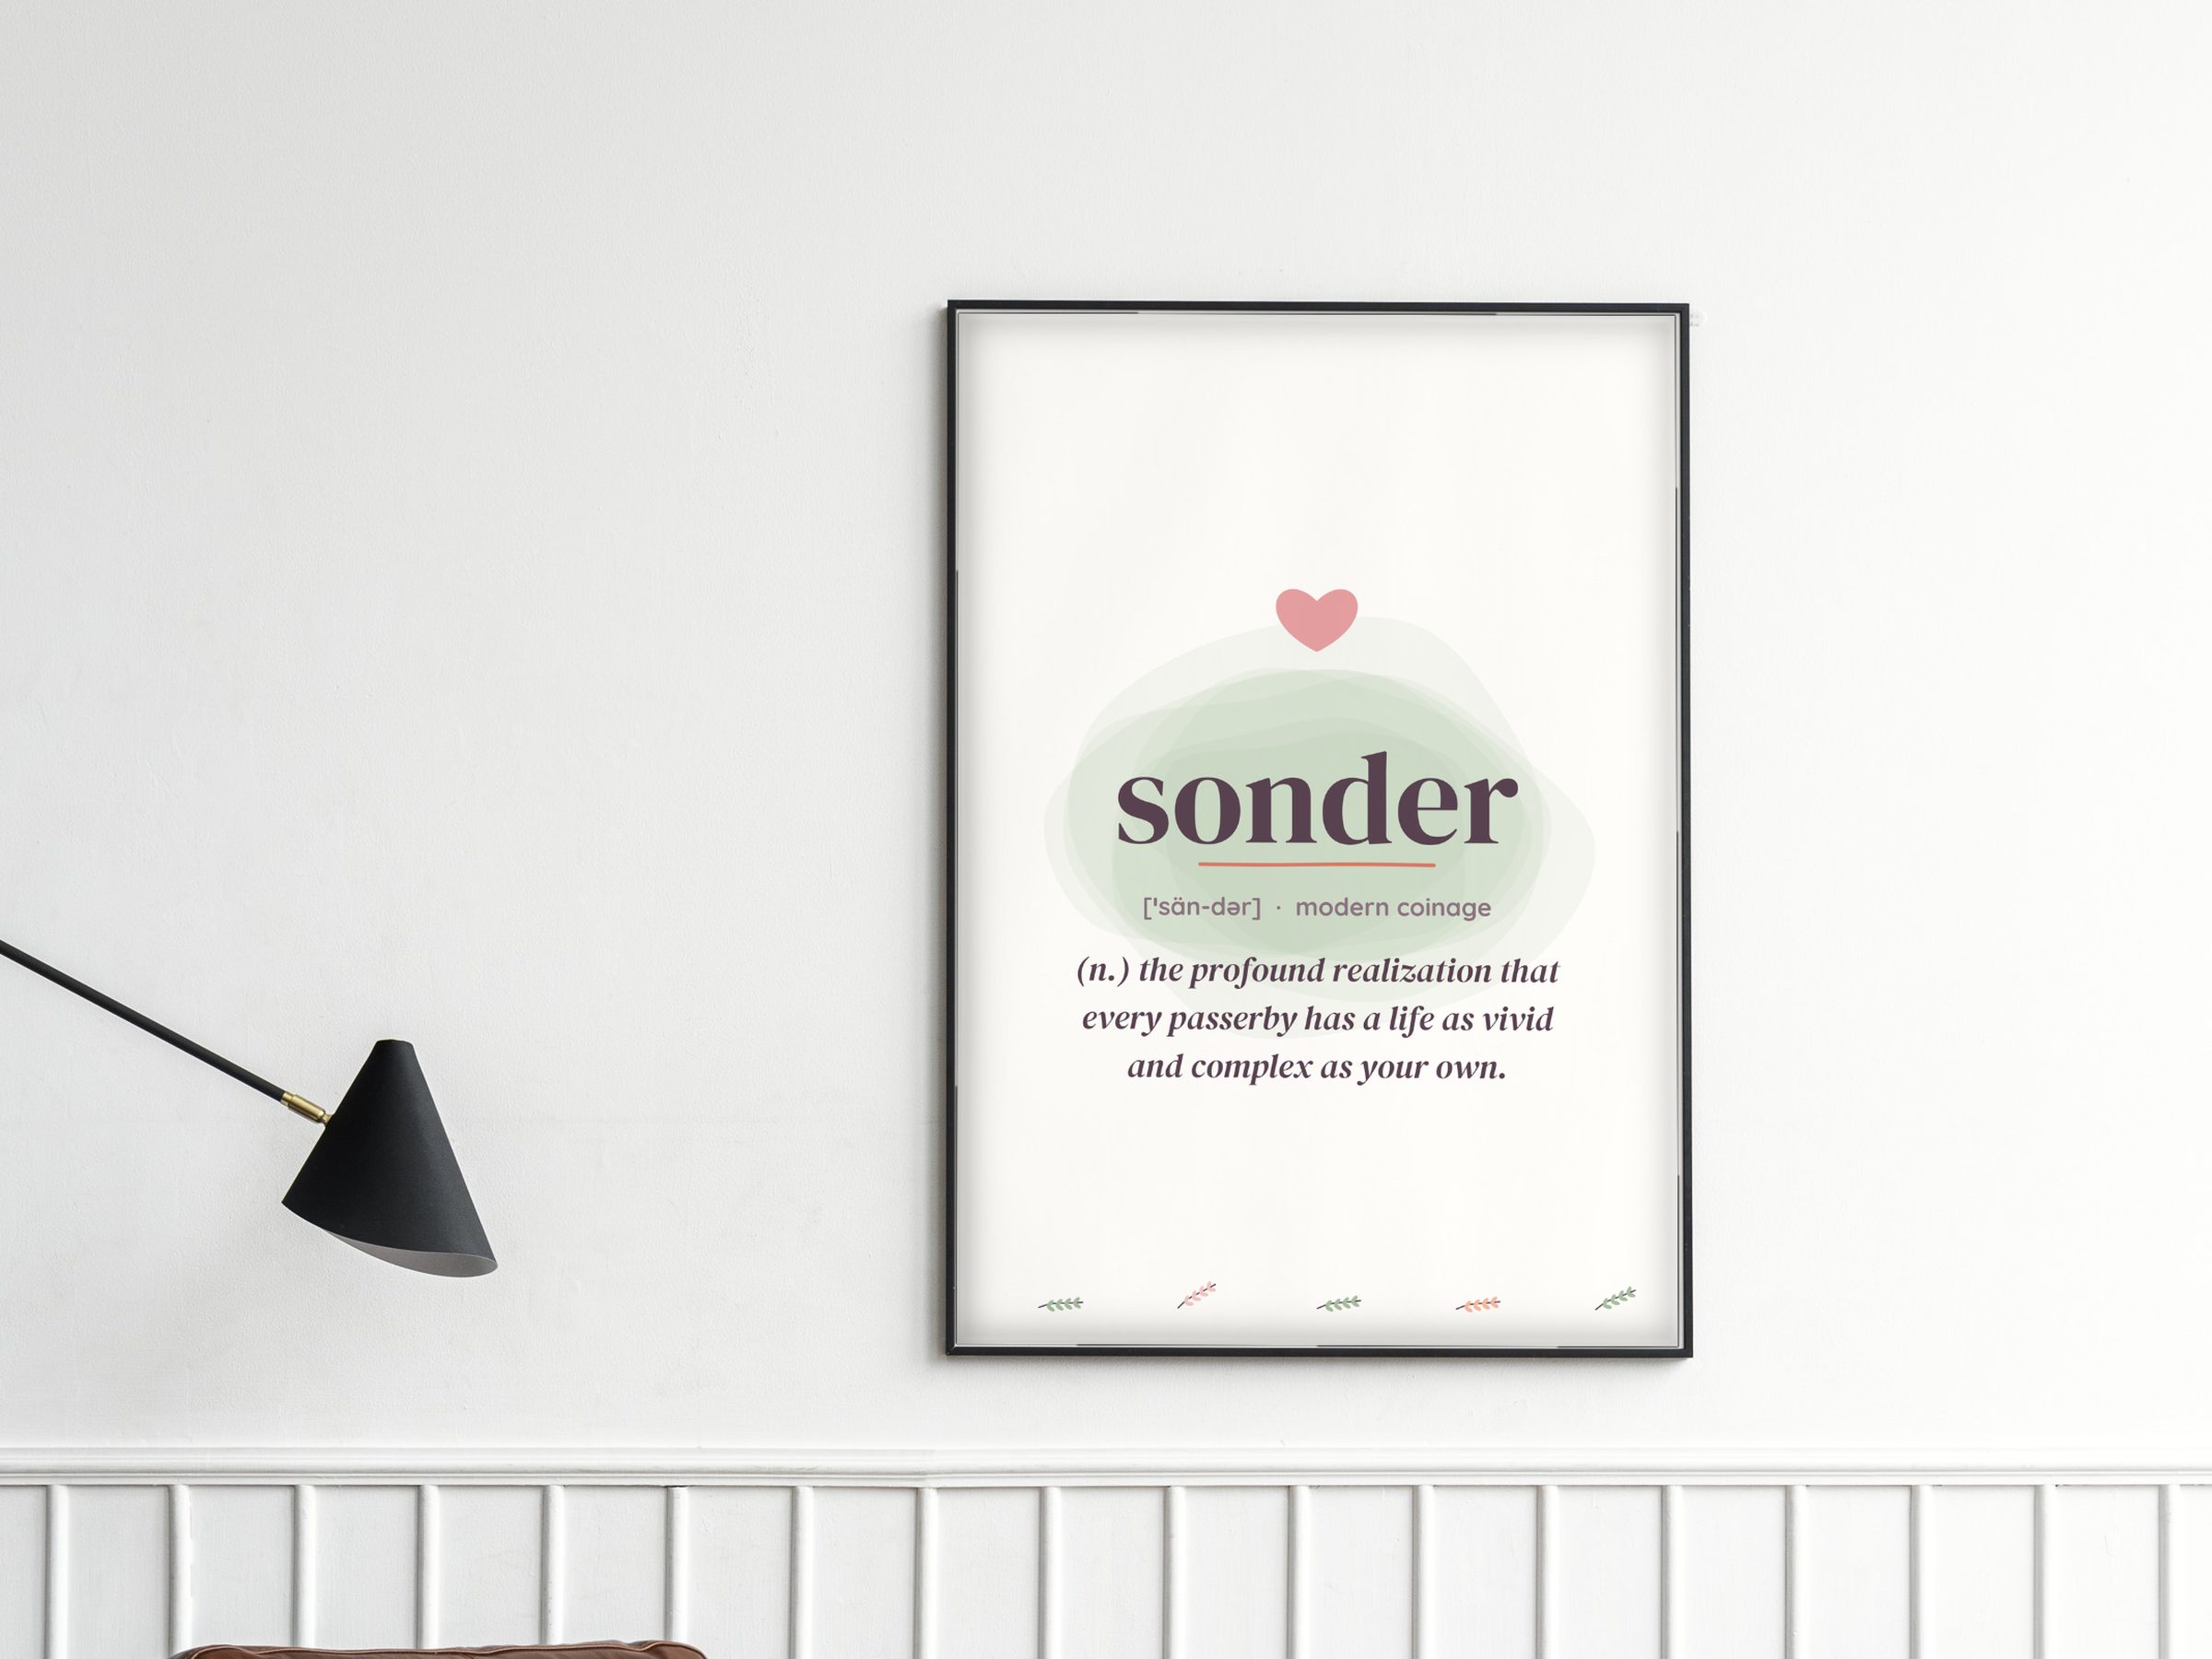 sonder
['sän-dər] · modern coinage
(n.) the profound realization that
every passerby has a life as vivid
and complex as your own.